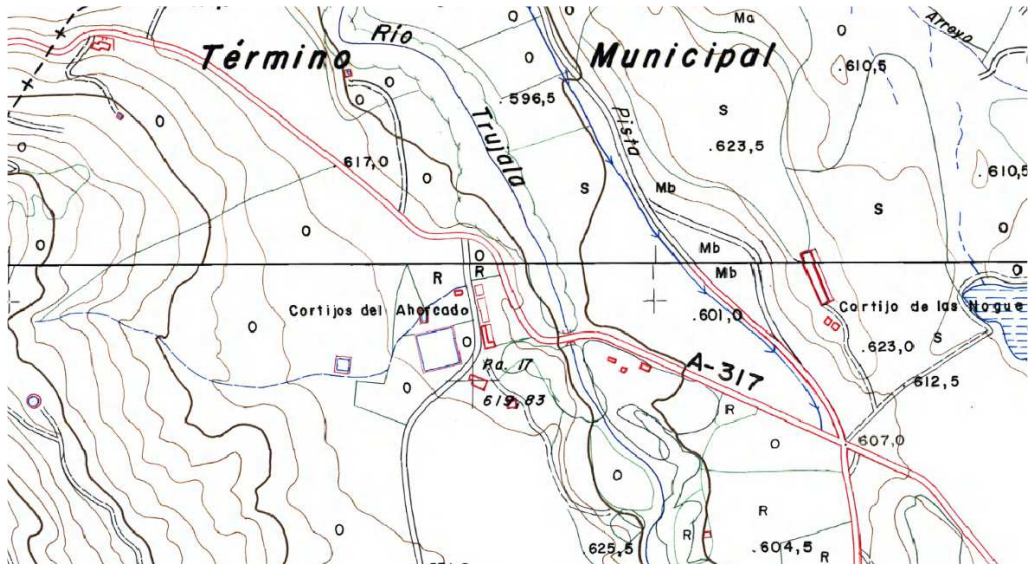 Ma
O
Arroyo
Río
O
Término
Municipal
O
.610,5
O
O
.596,5
S
O
Trujala
Pista
.623,5
O
617,0
.610,5
S
Mb
S
O
O
Mb
O
O
R
R
Mb
Cortijos del Ahorcado
Cortijo de las Nogue
.601,0
O
O
.623,0
S
Pa. 17
A-317
O
612,5
619,83
R
O
607,0
O
R
O
R
.625,5
.604,5
R